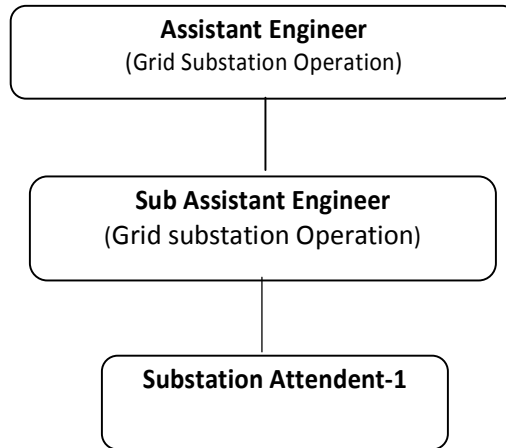 Assistant Engineer
(Grid Substation Operation)
Sub Assistant Engineer
(Grid substation Operation)
Substation Attendent-1